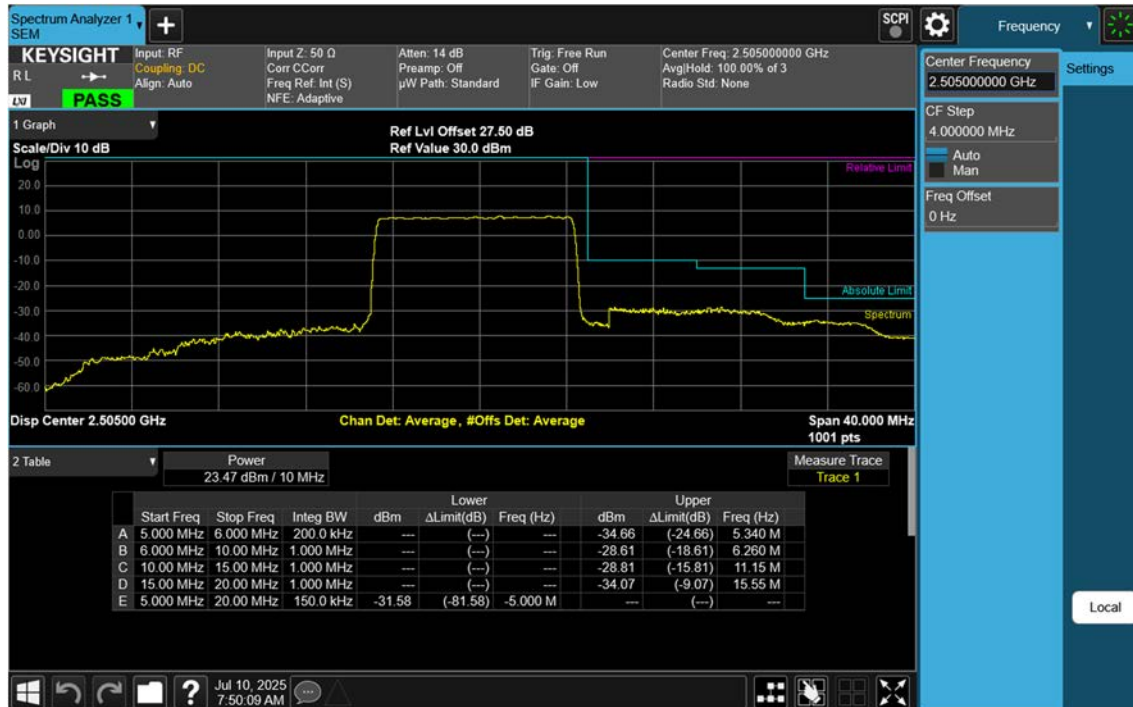 Spectrum Analyzer 1
SEM
SCPI
Frequency
KEYSIGHT
R L
LXI
PASS
Input: RF
Coupling: DC
Align: Auto
Input Z: 50 Ω
Corr CCorr
Freq Ref: Int (S)
NFE: Adaptive
Atten: 14 dB
Preamp: Off
µW Path: Standard
Trig: Free Run
Gate: Off
IF Gain: Low
Center Freq: 2.505000000 GHz
Avg|Hold: 100.00% of 3
Radio Std: None
Center Frequency
2.505000000 GHz
Settings
CF Step
4.000000 MHz
Auto
Man
Freq Offset
0 Hz
Local
1 Graph
Scale/Div 10 dB
Ref Lvl Offset 27.50 dB
Ref Value 30.0 dBm
Log
20.0
10.0
0.00
-10.0
-20.0
-30.0
-40.0
-50.0
-60.0
Relative Limit
Absolute Limit
Spectrum
Disp Center 2.50500 GHz
Chan Det: Average, #Offs Det: Average
Span 40.000 MHz
1001 pts
2 Table
Power
23.47 dBm / 10 MHz
Measure Trace
Trace 1
Lower Upper
Start Freq Stop Freq Integ BW dBm ΔLimit(dB) Freq (Hz) dBm ΔLimit(dB) Freq (Hz)
A 5.000 MHz 6.000 MHz 200.0 kHz --- (---) --- -34.66 (-24.66) 5.340 M
B 6.000 MHz 10.00 MHz 1.000 MHz --- (---) --- -28.61 (-18.61) 6.260 M
C 10.00 MHz 15.00 MHz 1.000 MHz --- (---) --- -28.81 (-15.81) 11.15 M
D 15.00 MHz 20.00 MHz 1.000 MHz --- (---) --- -34.07 (-9.07) 15.55 M
E 5.000 MHz 20.00 MHz 150.0 kHz -31.58 (-81.58) -5.000 M --- (---) ---
?
Jul 10, 2025
7:50:09 AM